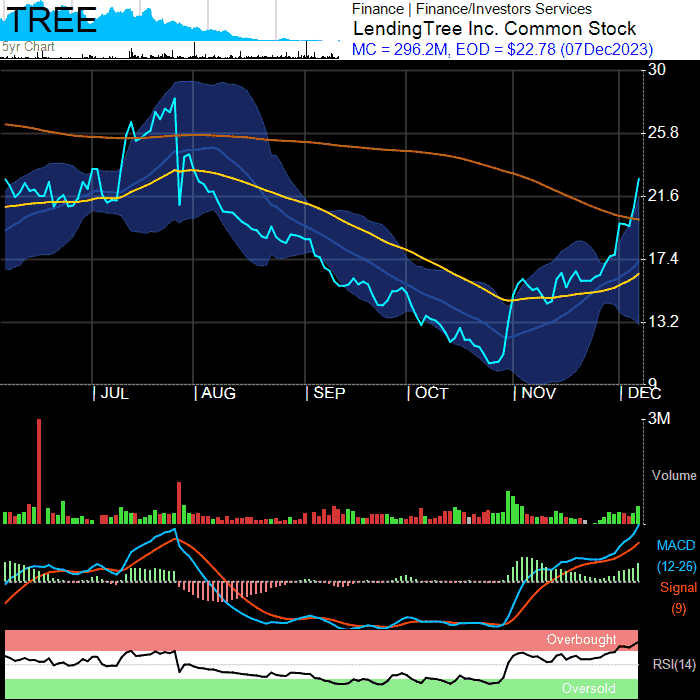 TREE
5yr Chart
Finance | Finance/Investors Services
LendingTree Inc. Common Stock
MC = 296.2M, EOD = $22.78 (07Dec2023)
30
25.8
21.6
17.4
13.2
9
| JUL | AUG | SEP | OCT | NOV | DEC
3M
Volume
MACD
(12-26)
Signal
(9)
Overbought
RSI(14)
Oversold